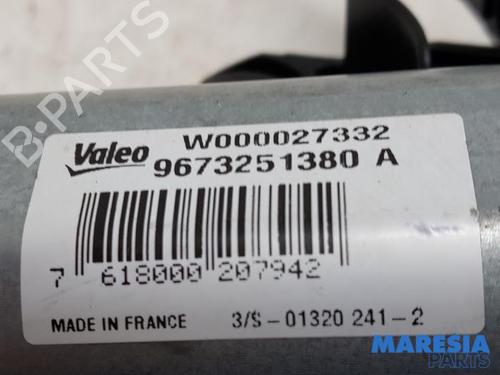 Valeo
W000027332
9673251380 A
7 618000 207942
MADE IN FRANCE 3/S-01320 241-2
B-PARTS
MARESIA
PARTS